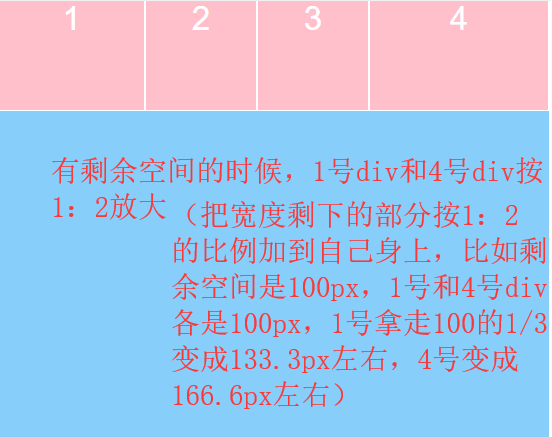 1 2 3 4
有剩余空间的时候，1号div和4号div按
1：2放大（把宽度剩下的部分按1：2
的比例加到自己身上，比如剩
余空间是100px，1号和4号div
各是100px，1号拿走100的1/3
变成133.3px左右，4号变成
166.6px左右）